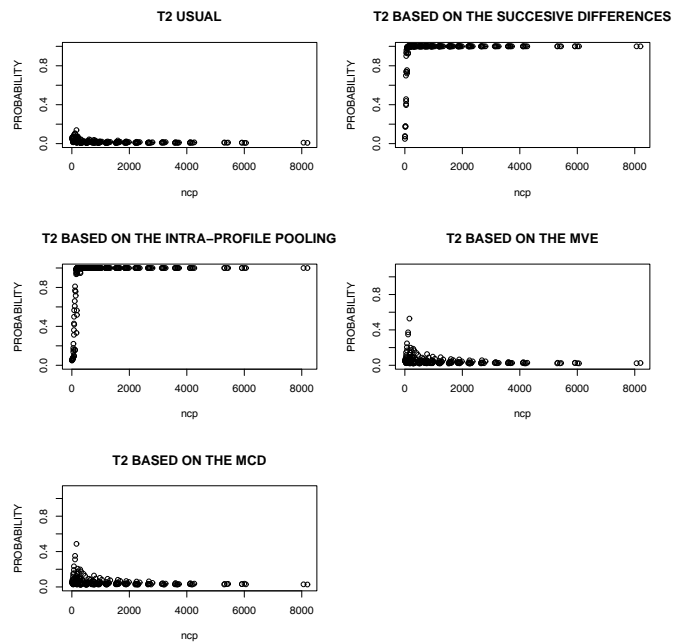 T2 USUAL
PROBABILITY
0.0 0.4 0.8
0 2000 4000 6000 8000
ncp
T2 BASED ON THE SUCCESIVE DIFFERENCES
PROBABILITY
0.0 0.4 0.8
0 2000 4000 6000 8000
ncp
T2 BASED ON THE INTRA−PROFILE POOLING
PROBABILITY
0.0 0.4 0.8
0 2000 4000 6000 8000
ncp
T2 BASED ON THE MVE
PROBABILITY
0.0 0.4 0.8
0 2000 4000 6000 8000
ncp
T2 BASED ON THE MCD
PROBABILITY
0.0 0.4 0.8
0 2000 4000 6000 8000
ncp